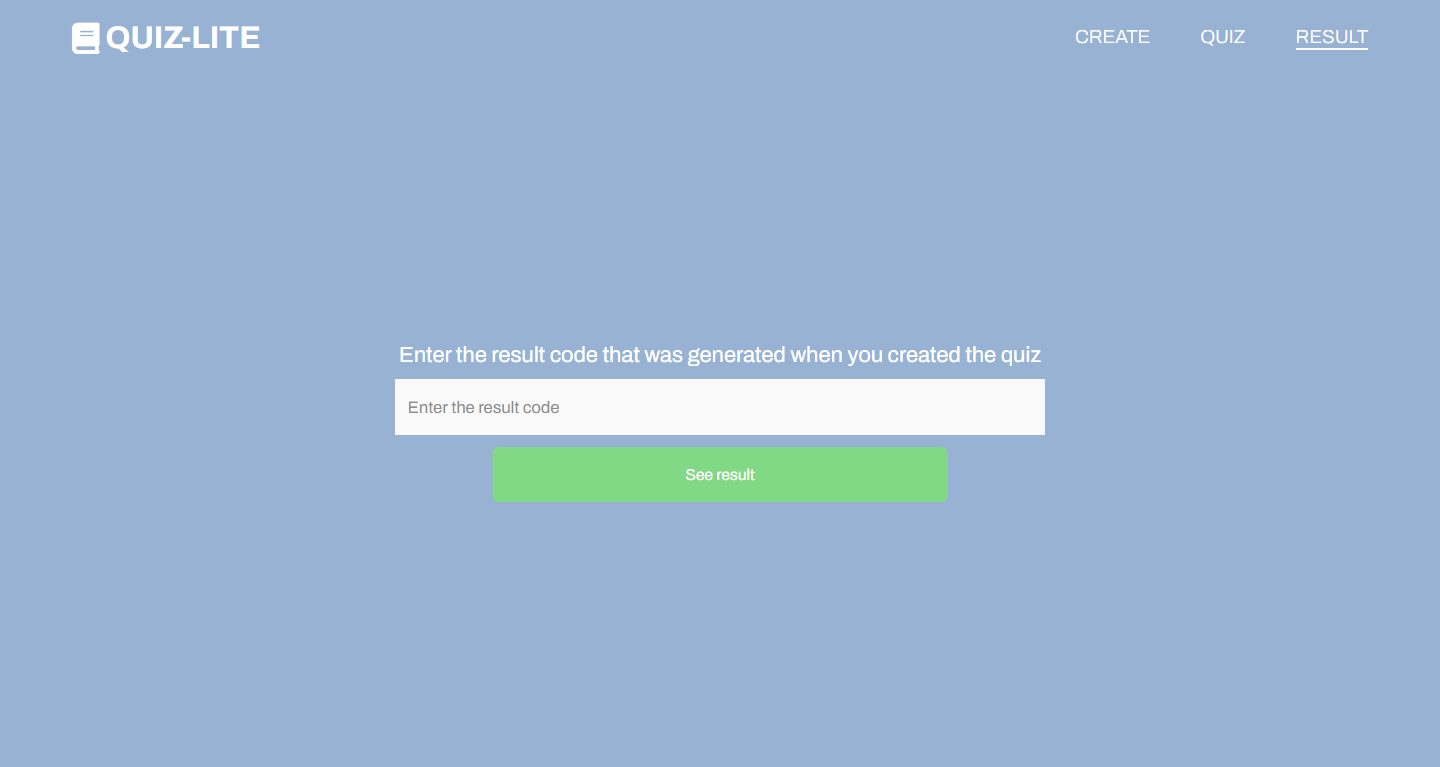 QUIZ-LITE
CREATE
QUIZ
RESULT
Enter the result code that was generated when you created the quiz
Enter the result code
See result